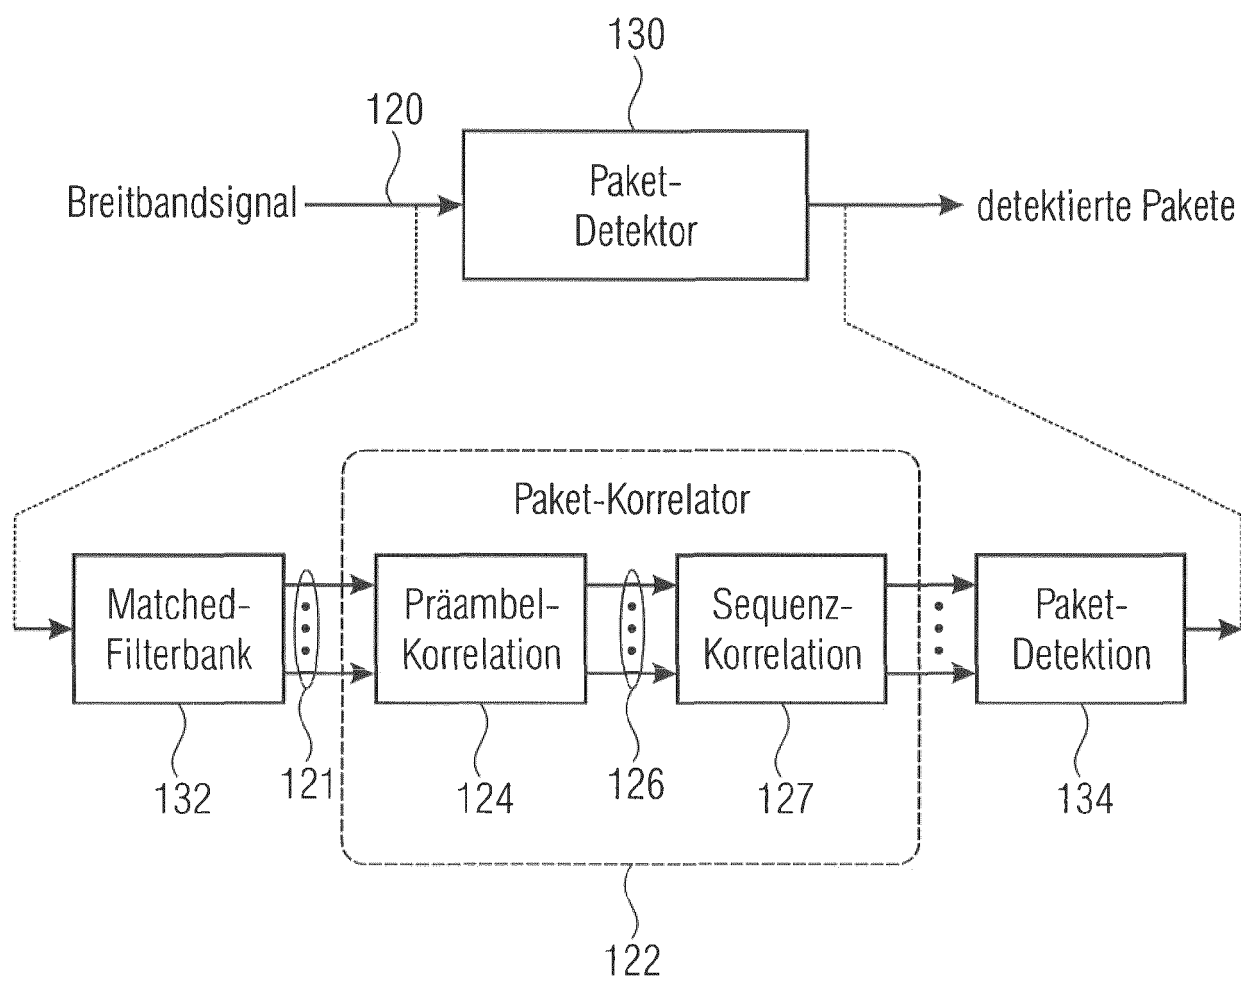 130
120
Breitbandsignal
Paket-
Detektor
detektierte Pakete
Paket-Korrelator
Matched-
Filterbank
Präambel-
Korrelation
Sequenz-
Korrelation
Paket-
Detektion
132
121
124
126
127
134
122